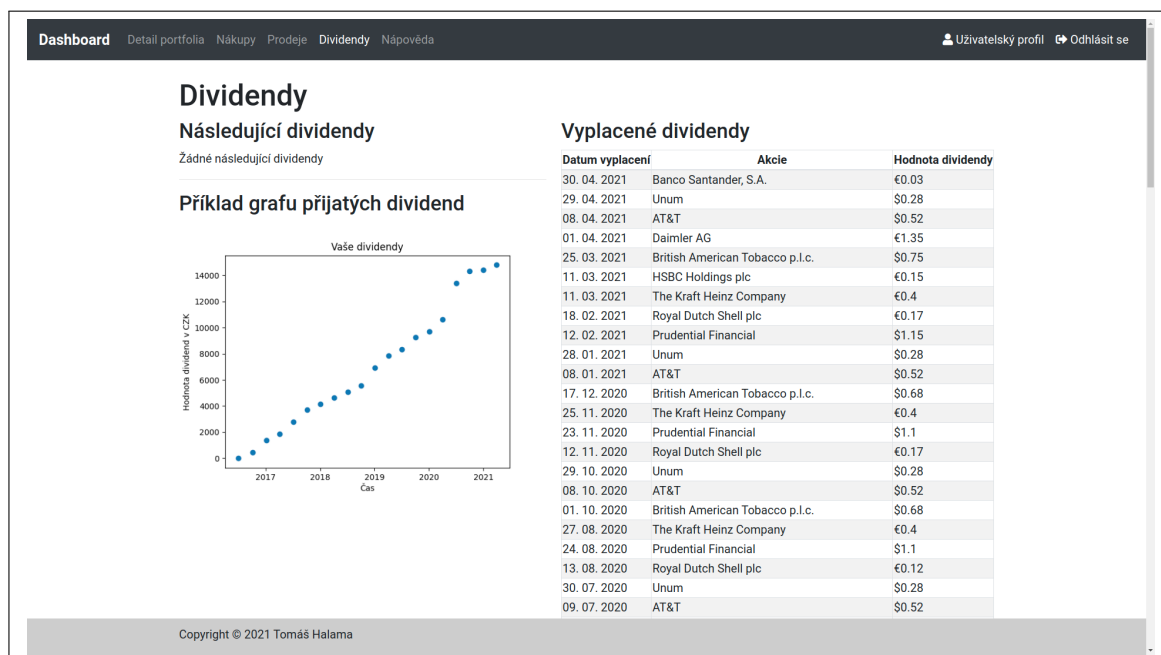 Dashboard Detail portfolia Nákupy Prodeje Dividendy Nápověda Uživatelský profil Odhlásit se
Dividendy
Následující dividendy
Žádné následující dividendy
Příklad grafu přijatých dividend
Vaše dividendy
Hodnota dividend v CZK
14000
12000
10000
8000
6000
4000
2000
0
2017 2018 2019 2020 2021
Čas
Vyplacené dividendy
Datum vyplacení Akcie Hodnota dividendy
30. 04. 2021 Banco Santander, S.A. €0.03
29. 04. 2021 Unum $0.28
08. 04. 2021 AT&T $0.52
01. 04. 2021 Daimler AG €1.35
25. 03. 2021 British American Tobacco p.l.c. $0.75
11. 03. 2021 HSBC Holdings plc €0.15
11. 03. 2021 The Kraft Heinz Company €0.4
18. 02. 2021 Royal Dutch Shell plc €0.17
12. 02. 2021 Prudential Financial $1.15
28. 01. 2021 Unum $0.28
08. 01. 2021 AT&T $0.52
17. 12. 2020 British American Tobacco p.l.c. $0.68
25. 11. 2020 The Kraft Heinz Company €0.4
23. 11. 2020 Prudential Financial $1.1
12. 11. 2020 Royal Dutch Shell plc €0.17
29. 10. 2020 Unum $0.28
08. 10. 2020 AT&T $0.52
01. 10. 2020 British American Tobacco p.l.c. $0.68
27. 08. 2020 The Kraft Heinz Company €0.4
24. 08. 2020 Prudential Financial $1.1
13. 08. 2020 Royal Dutch Shell plc €0.12
30. 07. 2020 Unum $0.28
09. 07. 2020 AT&T $0.52
Copyright © 2021 Tomáš Halama